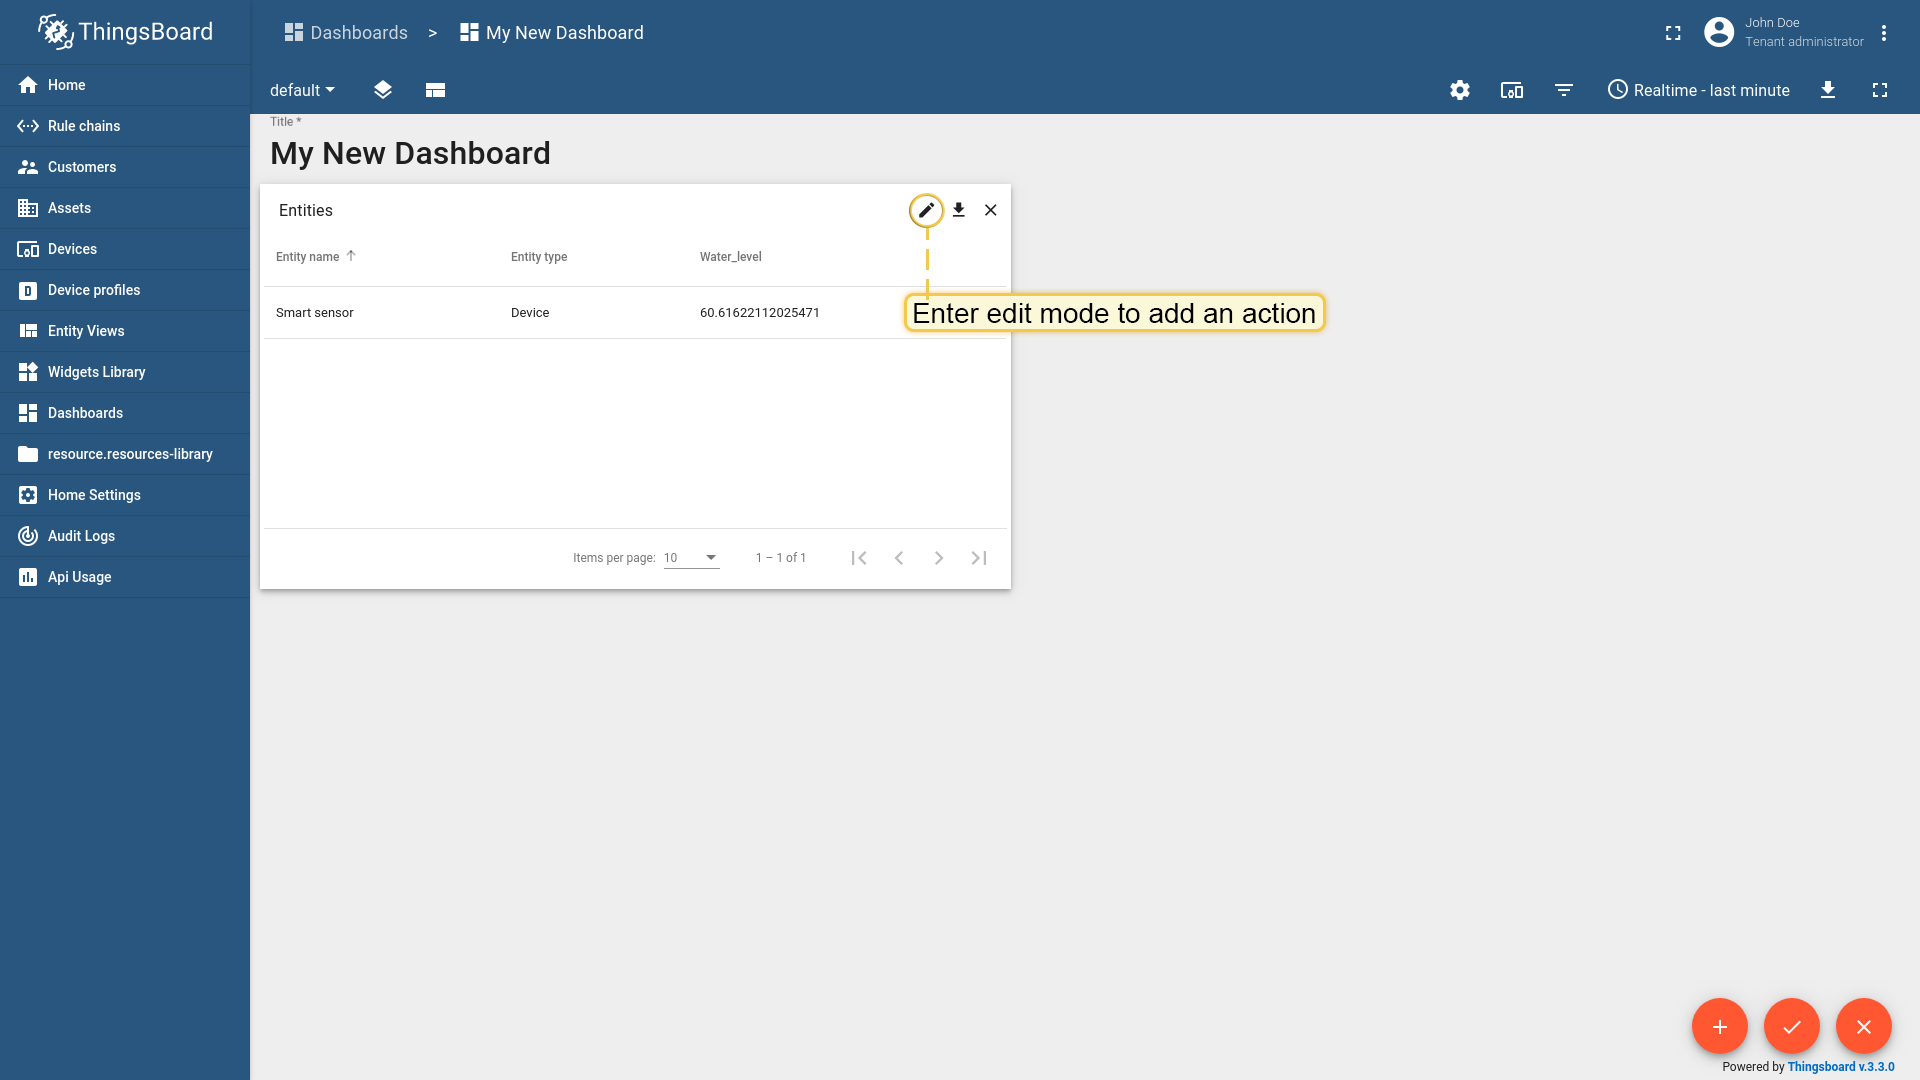 ThingsBoard
Home
Rule chains
Customers
Assets
Devices
Device profiles
Entity Views
Widgets Library
Dashboards
resource.resources-library
Home Settings
Audit Logs
Api Usage
Dashboards > My New Dashboard
John Doe
Tenant administrator
default
Realtime - last minute
Title *
My New Dashboard
Entities
Entity name Entity type Water_level
Smart sensor Device 60.61622112025471
Enter edit mode to add an action
Items per page: 10 1 – 1 of 1
Powered by Thingsboard v.3.3.0